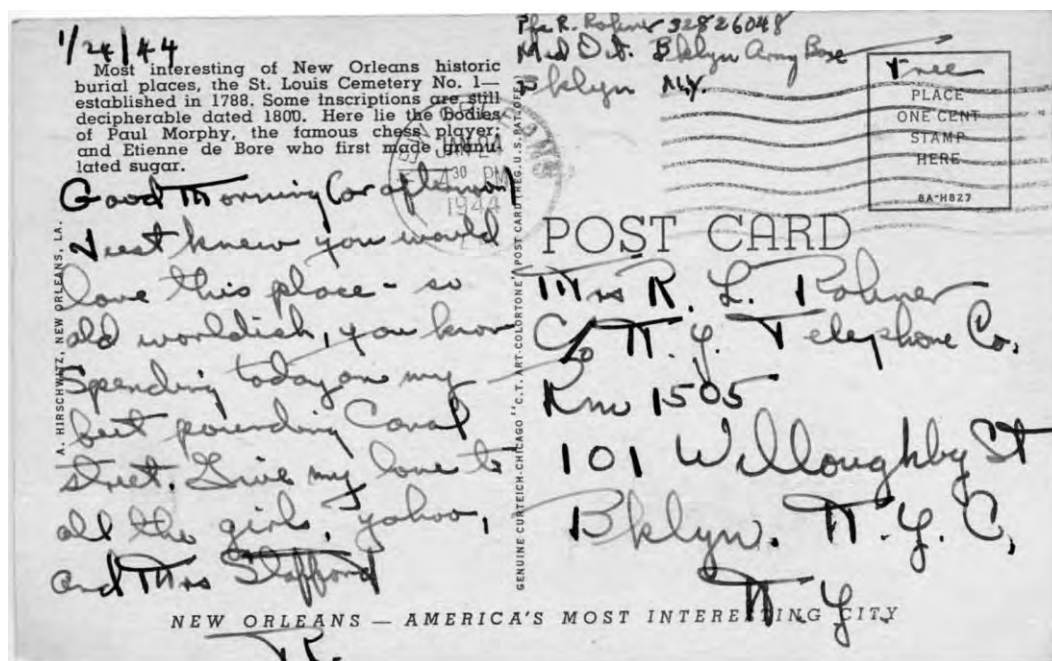 1/24/44
Most interesting of New Orleans historic
burial places, the St. Louis Cemetery No. 1—
established in 1788. Some inscriptions are still
decipherable dated 1800. Here lie the bodies
of Paul Morphy, the famous chess player;
and Etienne de Bore who first made granu-
lated sugar.
Good Morning (or afternoon)
Just knew you would
love this place - so
old worldish, you know
Spending today on my
feet pounding Canal
street. Give my love to
all the girls, yahoo,
and Mrs Stafford
R.
A. HIRSCHWITZ, NEW ORLEANS, LA.
GENUINE CURTEICH-CHICAGO "C.T. ART-COLORTONE" POST CARD (REG. U.S. PAT. OFF.)
Pfc R. Rohner 32826048
Med Det. Bklyn Army Base
Bklyn N.Y.
Free
PLACE
ONE CENT
STAMP
HERE
8A-H827
JAN 24
30 PM
1944
POST CARD
Mrs R. L. Rohner
c/o N.Y. Telephone Co.
Rm 1505
101 Willoughby St
Bklyn. N.Y.C.
N.Y.
NEW ORLEANS — AMERICA'S MOST INTERESTING CITY